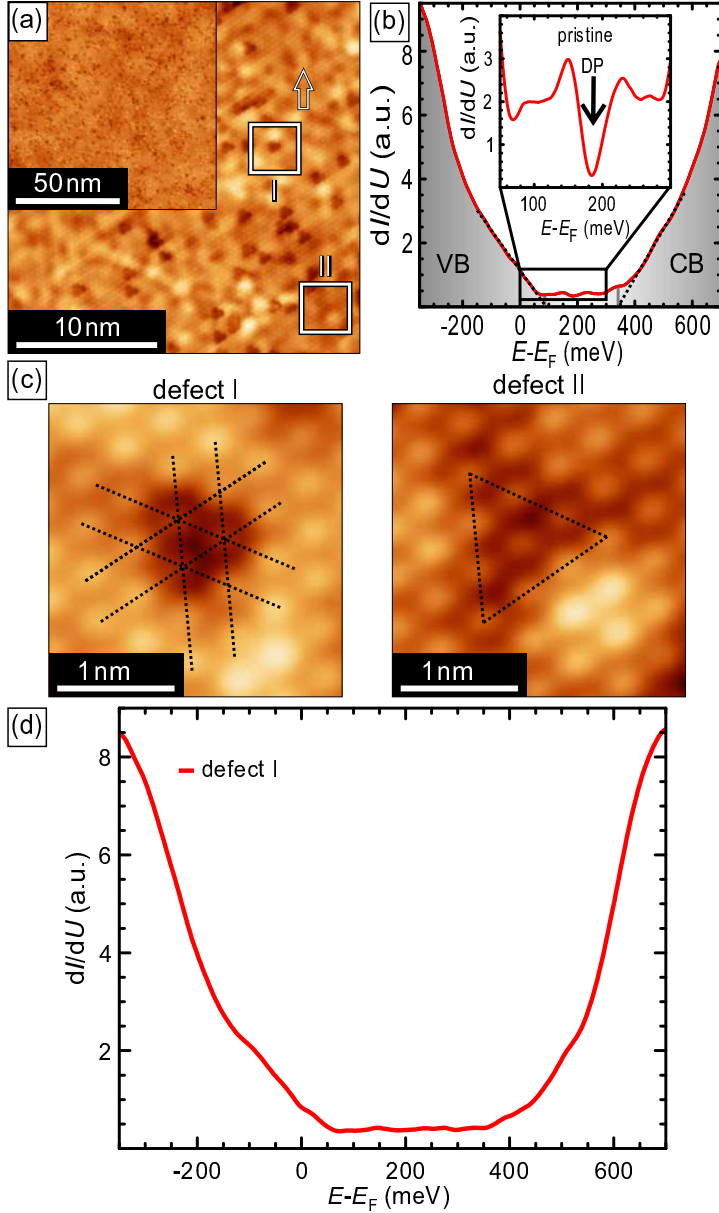 (a)
50nm
I
II
10nm
(b)
dI/dU (a.u.)
8
6
4
2
-200 0 200 400 600
E-EF (meV)
VB
CB
pristine
DP
dI/dU (a.u.)
3
2
1
100 200
E-EF (meV)
(c)
defect I
defect II
1nm
1nm
(d)
defect I
dI/dU (a.u.)
8
6
4
2
-200 0 200 400 600
E-EF (meV)